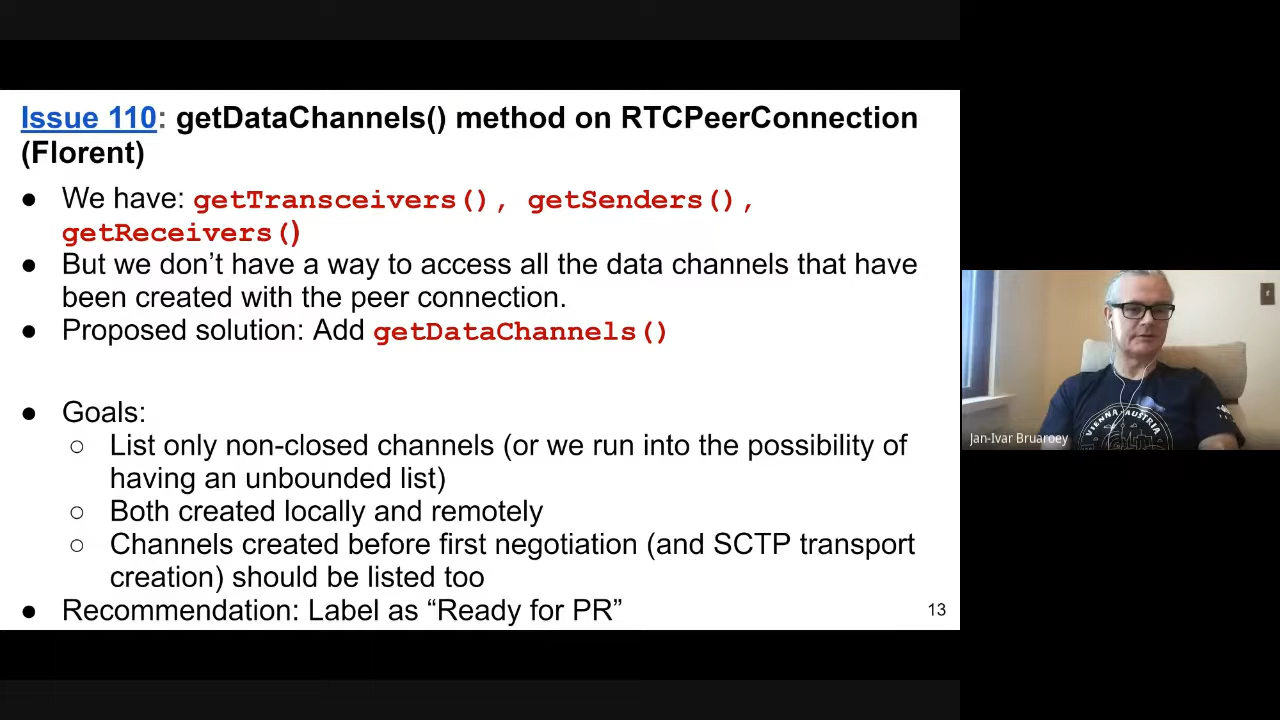 Issue 110: getDataChannels() method on RTCPeerConnection
(Florent)
● We have: getTransceivers(), getSenders(),
getReceivers()
● But we don’t have a way to access all the data channels that have
been created with the peer connection.
● Proposed solution: Add getDataChannels()
● Goals:
○ List only non-closed channels (or we run into the possibility of
having an unbounded list)
○ Both created locally and remotely
○ Channels created before first negotiation (and SCTP transport
creation) should be listed too
● Recommendation: Label as “Ready for PR”
13
VIENNA AUSTRIA
Jan-Ivar Bruaroey